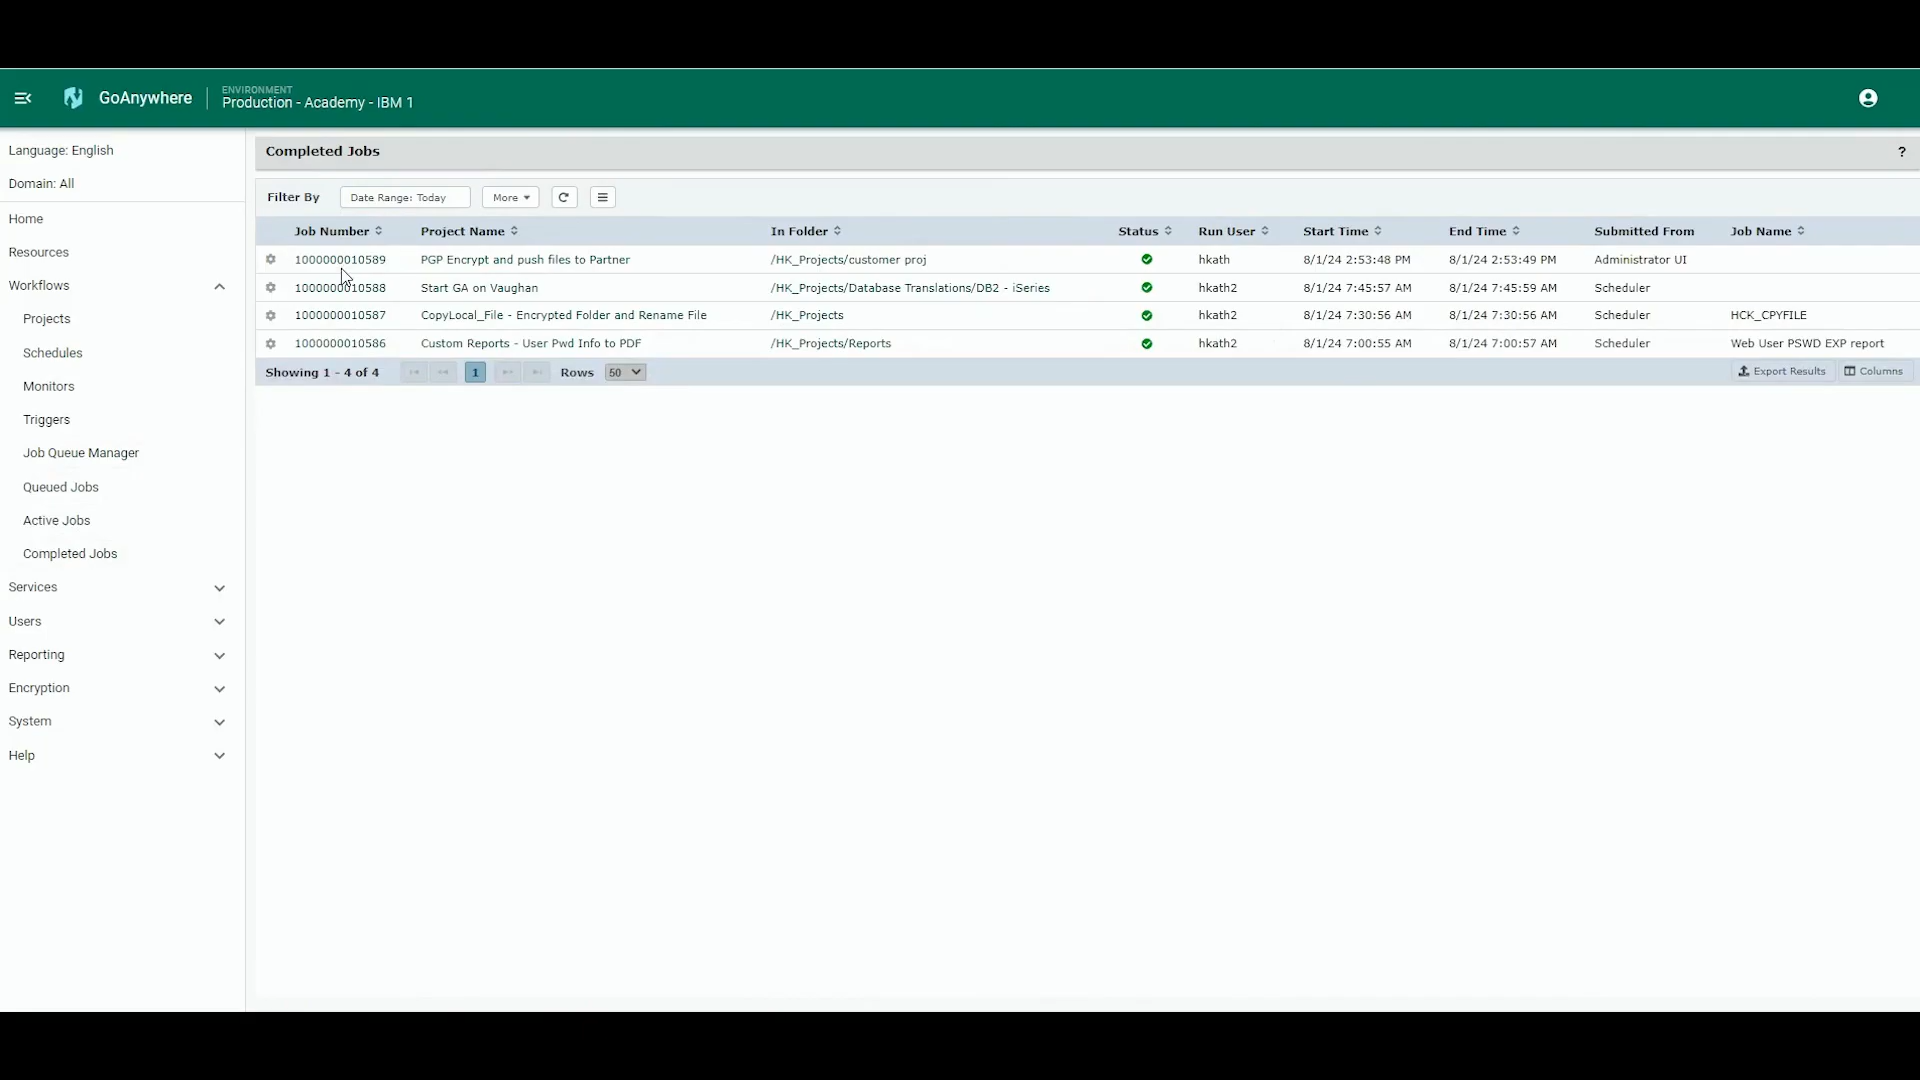 GoAnywhere
ENVIRONMENT
Production - Academy - IBM 1
Language: English
Domain: All
Home
Resources
Workflows
Projects
Schedules
Monitors
Triggers
Job Queue Manager
Queued Jobs
Active Jobs
Completed Jobs
Services
Users
Reporting
Encryption
System
Help
Completed Jobs ?
Filter By Date Range: Today More
Job Number Project Name In Folder Status Run User Start Time End Time Submitted From Job Name
1000000010589 PGP Encrypt and push files to Partner /HK_Projects/customer proj hkath 8/1/24 2:53:48 PM 8/1/24 2:53:49 PM Administrator UI
1000000010588 Start GA on Vaughan /HK_Projects/Database Translations/DB2 - iSeries hkath2 8/1/24 7:45:57 AM 8/1/24 7:45:59 AM Scheduler
1000000010587 CopyLocal_File - Encrypted Folder and Rename File /HK_Projects hkath2 8/1/24 7:30:56 AM 8/1/24 7:30:56 AM Scheduler HCK_CPYFILE
1000000010586 Custom Reports - User Pwd Info to PDF /HK_Projects/Reports hkath2 8/1/24 7:00:55 AM 8/1/24 7:00:57 AM Scheduler Web User PSWD EXP report
Showing 1 - 4 of 4 1 Rows 50 Export Results Columns